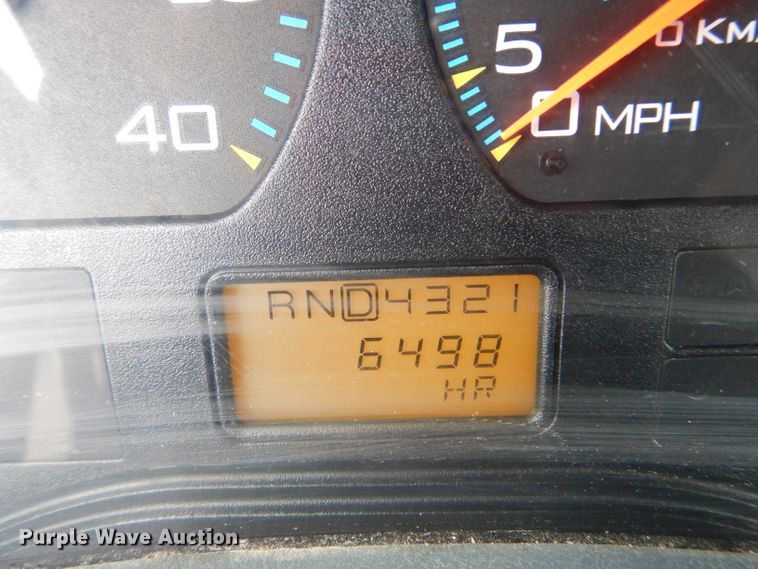 40
5
0 MPH
0 KM/
RND4321
6498
HR
Purple Wave Auction